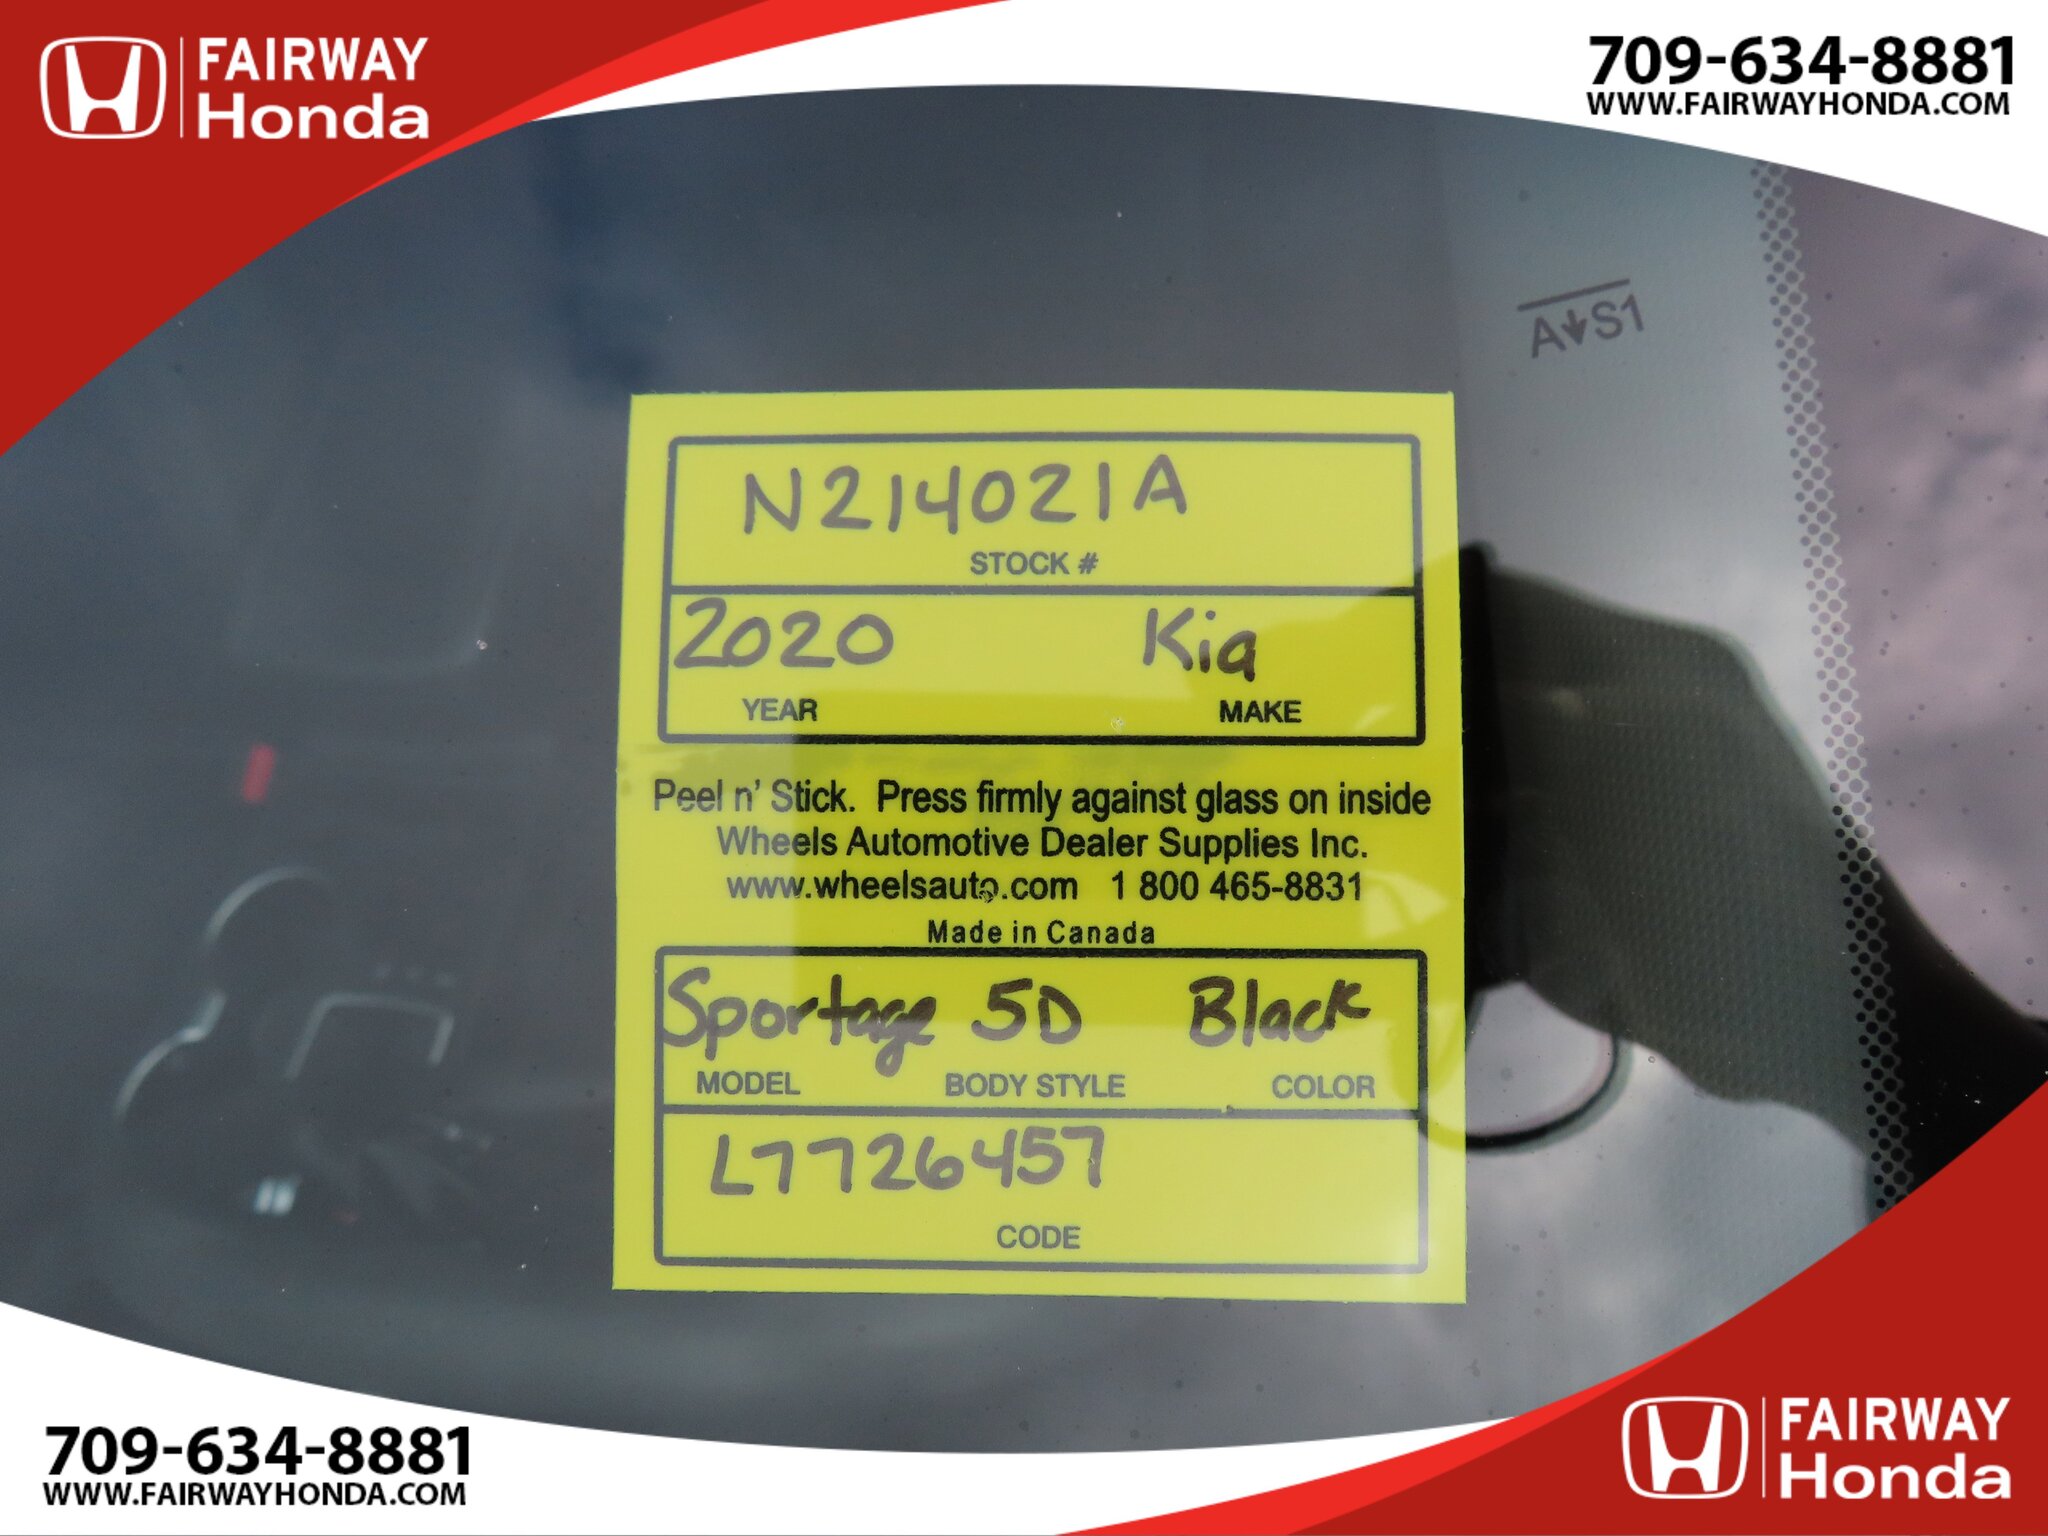 FAIRWAY
Honda
709-634-8881
WWW.FAIRWAYHONDA.COM
A↓S1
N214021A
STOCK #
2020 Kia
YEAR MAKE
Peel n' Stick. Press firmly against glass on inside
Wheels Automotive Dealer Supplies Inc.
www.wheelsauto.com 1 800 465-8831
Made in Canada
Sportage 5D Black
MODEL BODY STYLE COLOR
L7726457
CODE
709-634-8881
WWW.FAIRWAYHONDA.COM
FAIRWAY
Honda